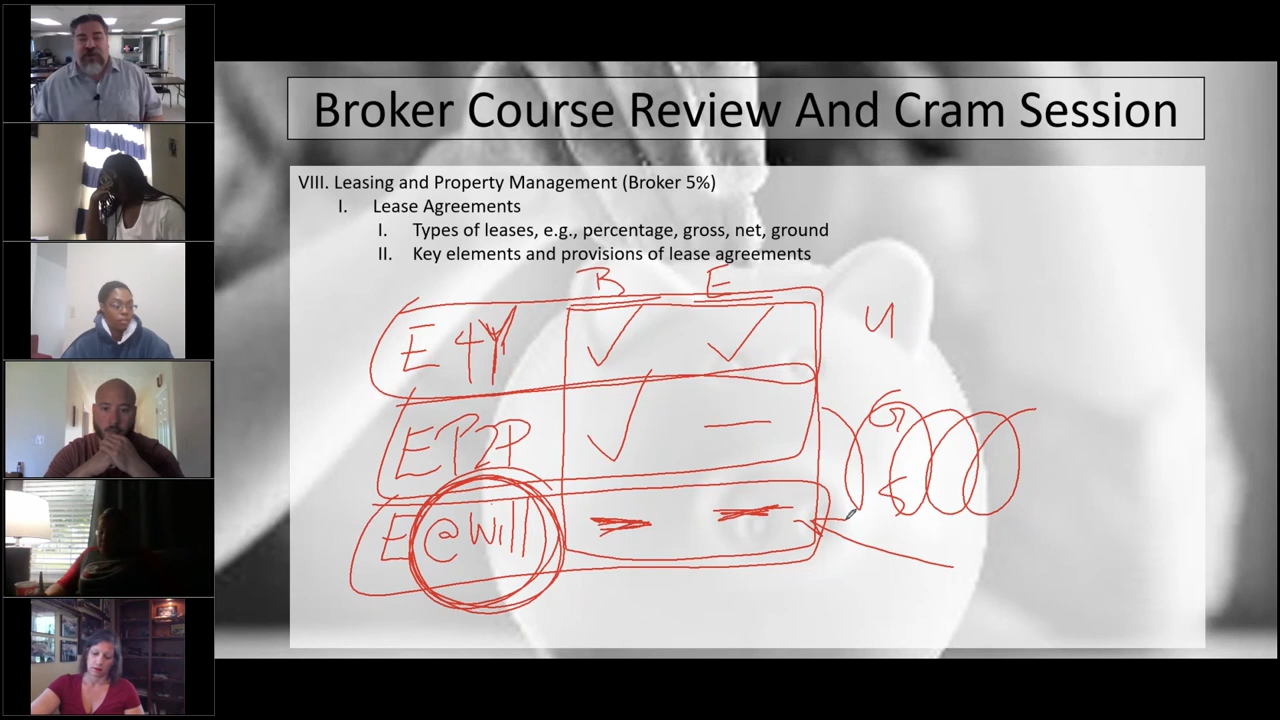 Broker Course Review And Cram Session
VIII. Leasing and Property Management (Broker 5%)
I. Lease Agreements
I. Types of leases, e.g., percentage, gross, net, ground
II. Key elements and provisions of lease agreements
B E
E 4Y
EP2P
E @Will